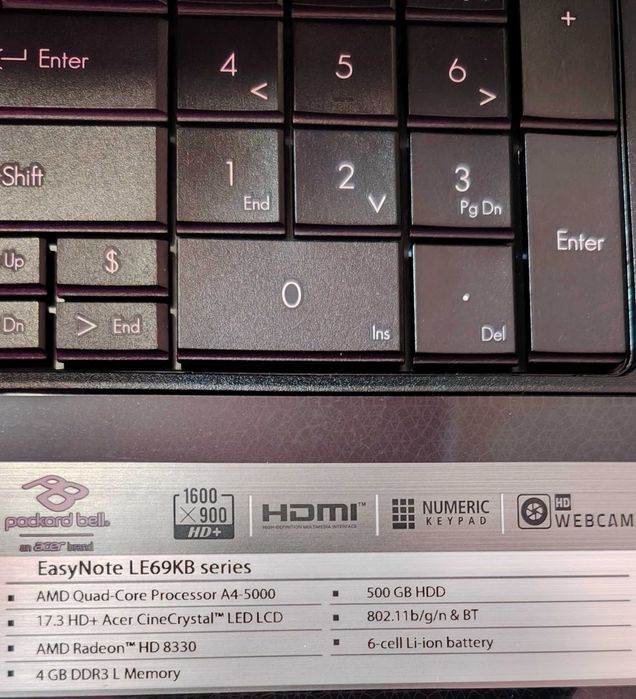 +
Enter
4
<
5
6
>
Shift
1
End
2
3
Pg Dn
Enter
Up
$
0
Ins
.
Del
Dn
> End
packard bell
an acer brand
1600
×900
HD+
HDMI™
HIGH-DEFINITION MULTIMEDIA INTERFACE
NUMERIC
KEYPAD
HD
WEBCAM
EasyNote LE69KB series
AMD Quad-Core Processor A4-5000
17.3 HD+ Acer CineCrystal™ LED LCD
AMD Radeon™ HD 8330
4 GB DDR3 L Memory
500 GB HDD
802.11b/g/n & BT
6-cell Li-ion battery